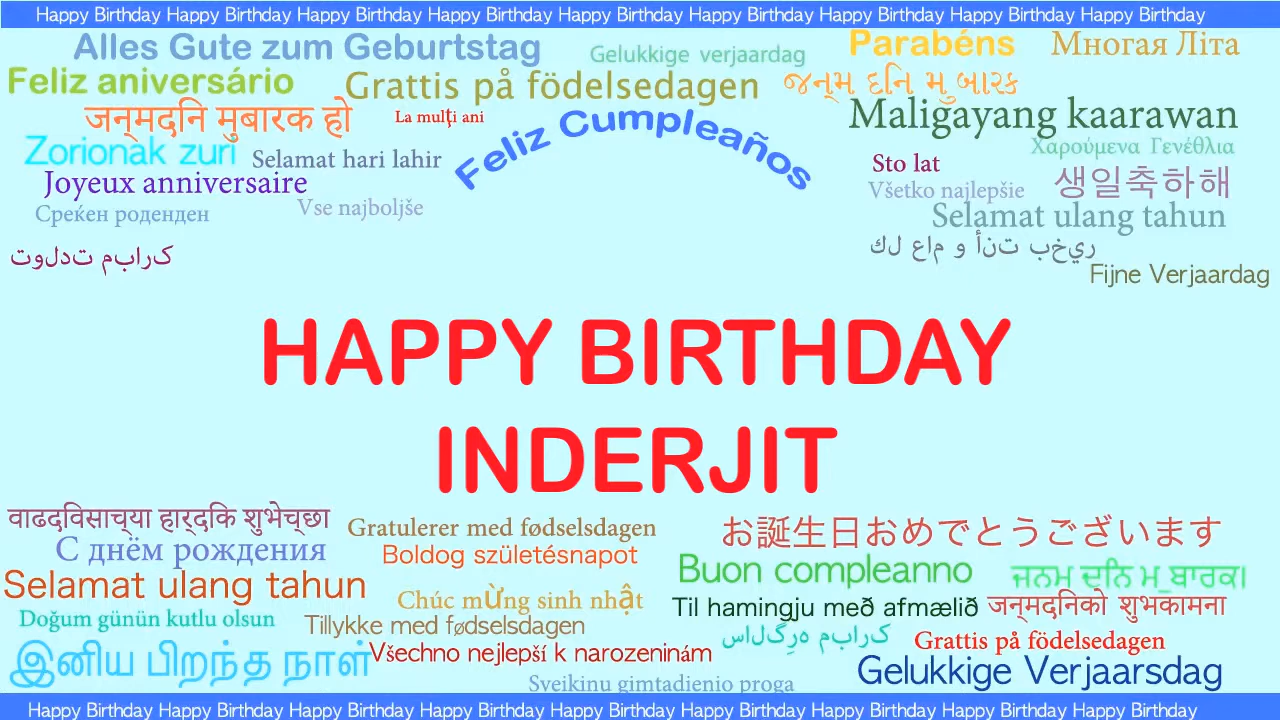 Happy Birthday Happy Birthday Happy Birthday Happy Birthday Happy Birthday Happy Birthday Happy Birthday Happy Birthday Happy Birthday
Alles Gute zum Geburtstag
Gelukkige verjaardag
Parabéns
Многая Літа
Feliz aniversário
Grattis på födelsedagen
જન્મ દિન મુબારક
जन्मदिन मुबारक हो
La mulţi ani
Feliz Cumpleaños
Maligayang kaarawan
Zorionak zuri
Selamat hari lahir
Χαρούμενα Γενέθλια
Sto lat
Joyeux anniversaire
Všetko najlepšie
생일축하해
Среќен роденден
Vse najboljše
Selamat ulang tahun
تولدت مبارک
كل عام و أنت بخير
Fijne Verjaardag
HAPPY BIRTHDAY
INDERJIT
वाढदिवसाच्या हार्दिक शुभेच्छा
Gratulerer med fødselsdagen
お誕生日おめでとうございます
С днём рождения
Boldog születésnapot
Buon compleanno
ਜਨਮ ਦਿਨ ਮੁਬਾਰਕ।
Selamat ulang tahun
Chúc mừng sinh nhật
Til hamingju með afmælið
जन्मदिनको शुभकामना
Doğum günün kutlu olsun
Tillykke med fødselsdagen
سالگرہ مبارک
Grattis på födelsedagen
இனிய பிறந்த நாள்
Všechno nejlepší k narozeninám
Gelukkige Verjaarsdag
Sveikinu gimtadienio proga
Happy Birthday Happy Birthday Happy Birthday Happy Birthday Happy Birthday Happy Birthday Happy Birthday Happy Birthday Happy Birthday